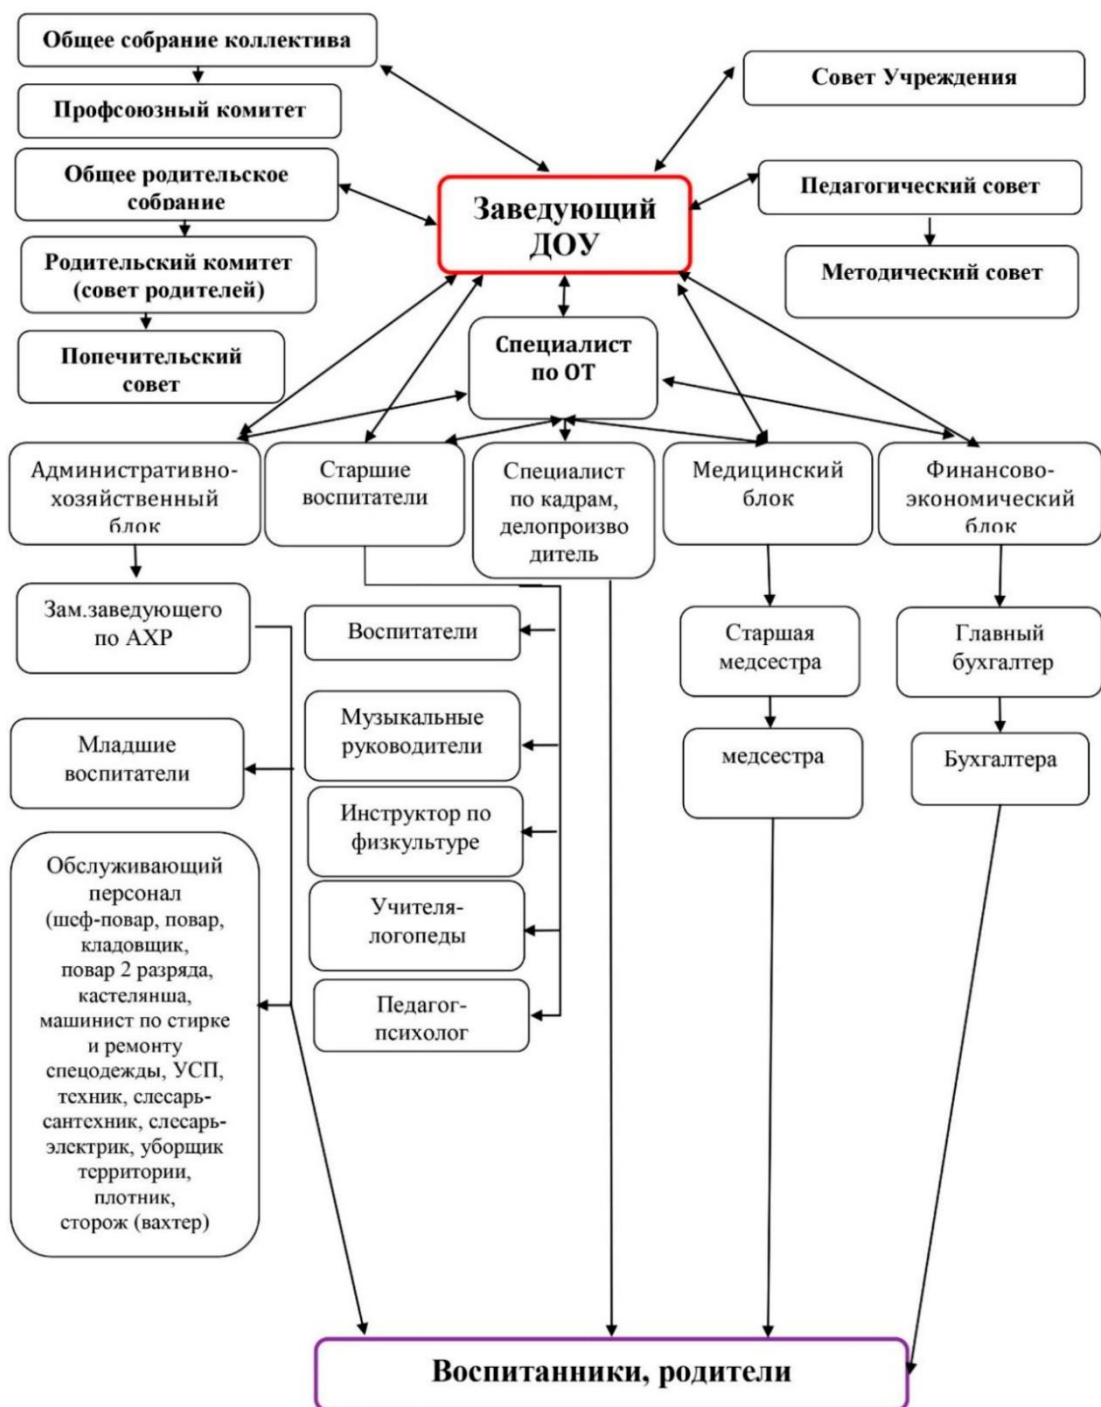 Общее собрание коллектива
Профсоюзный комитет
Общее родительское
собрание
Родительский комитет
(совет родителей)
Попечительский
совет
Совет Учреждения
Педагогический совет
Методический совет
Заведующий
ДОУ
Специалист
по ОТ
Административно-
хозяйственный
блок
Старшие
воспитатели
Специалист
по кадрам,
делопроизво
дитель
Медицинский
блок
Финансово-
экономический
блок
Зам.заведующего
по АХР
Младшие
воспитатели
Обслуживающий
персонал
(шеф-повар, повар,
кладовщик,
повар 2 разряда,
кастелянша,
машинист по стирке
и ремонту
спецодежды, УСП,
техник, слесарь-
сантехник, слесарь-
электрик, уборщик
территории,
плотник,
сторож (вахтер)
Воспитатели
Музыкальные
руководители
Инструктор по
физкультуре
Учителя-
логопеды
Педагог-
психолог
Старшая
медсестра
медсестра
Главный
бухгалтер
Бухгалтера
Воспитанники, родители